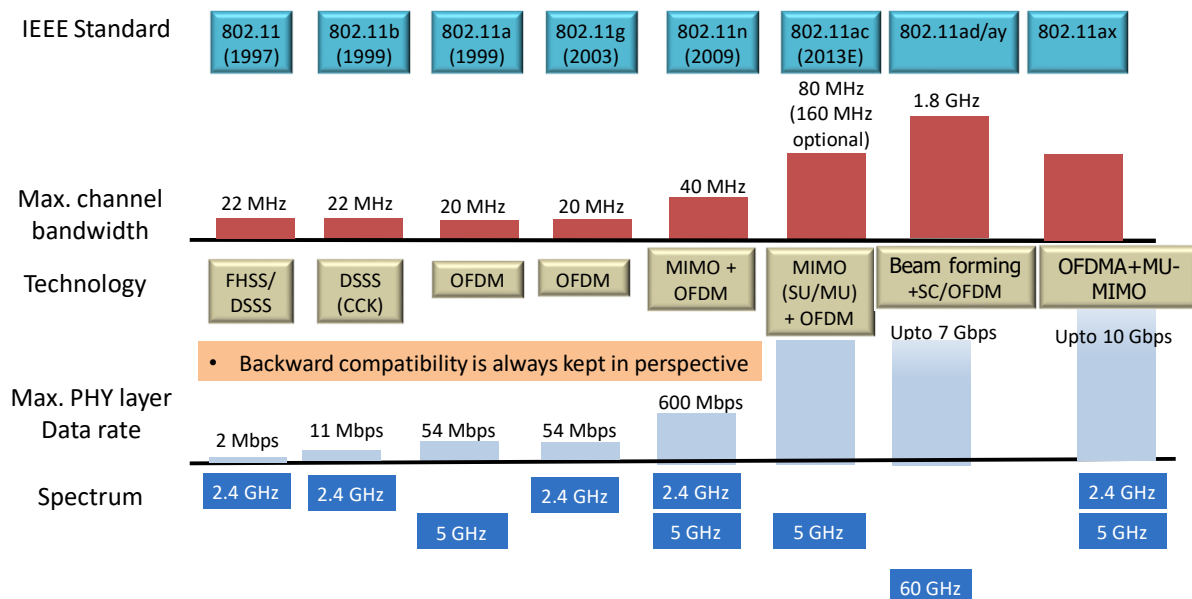 IEEE Standard
802.11
(1997)
802.11b
(1999)
802.11a
(1999)
802.11g
(2003)
802.11n
(2009)
802.11ac
(2013E)
802.11ad/ay
802.11ax
Max. channel
bandwidth
22 MHz
22 MHz
20 MHz
20 MHz
40 MHz
80 MHz
(160 MHz
optional)
1.8 GHz
Technology
FHSS/
DSSS
DSSS
(CCK)
OFDM
OFDM
MIMO +
OFDM
MIMO
(SU/MU)
+ OFDM
Beam forming
+SC/OFDM
OFDMA+MU-
MIMO
• Backward compatibility is always kept in perspective
Max. PHY layer
Data rate
2 Mbps
11 Mbps
54 Mbps
54 Mbps
600 Mbps
Upto 7 Gbps
Upto 10 Gbps
Spectrum
2.4 GHz
2.4 GHz
5 GHz
2.4 GHz
2.4 GHz
5 GHz
5 GHz
60 GHz
2.4 GHz
5 GHz